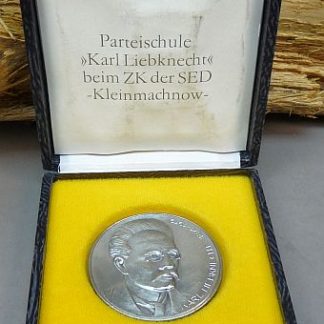 Parteischule
»Karl Liebknecht«
beim ZK der SED
-Kleinmachnow-